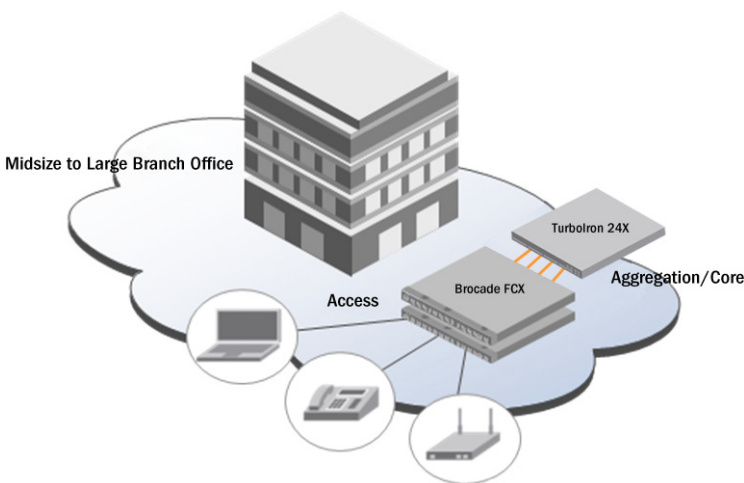 Midsize to Large Branch Office
TurboIron 24X
Aggregation/Core
Brocade FCX
Access